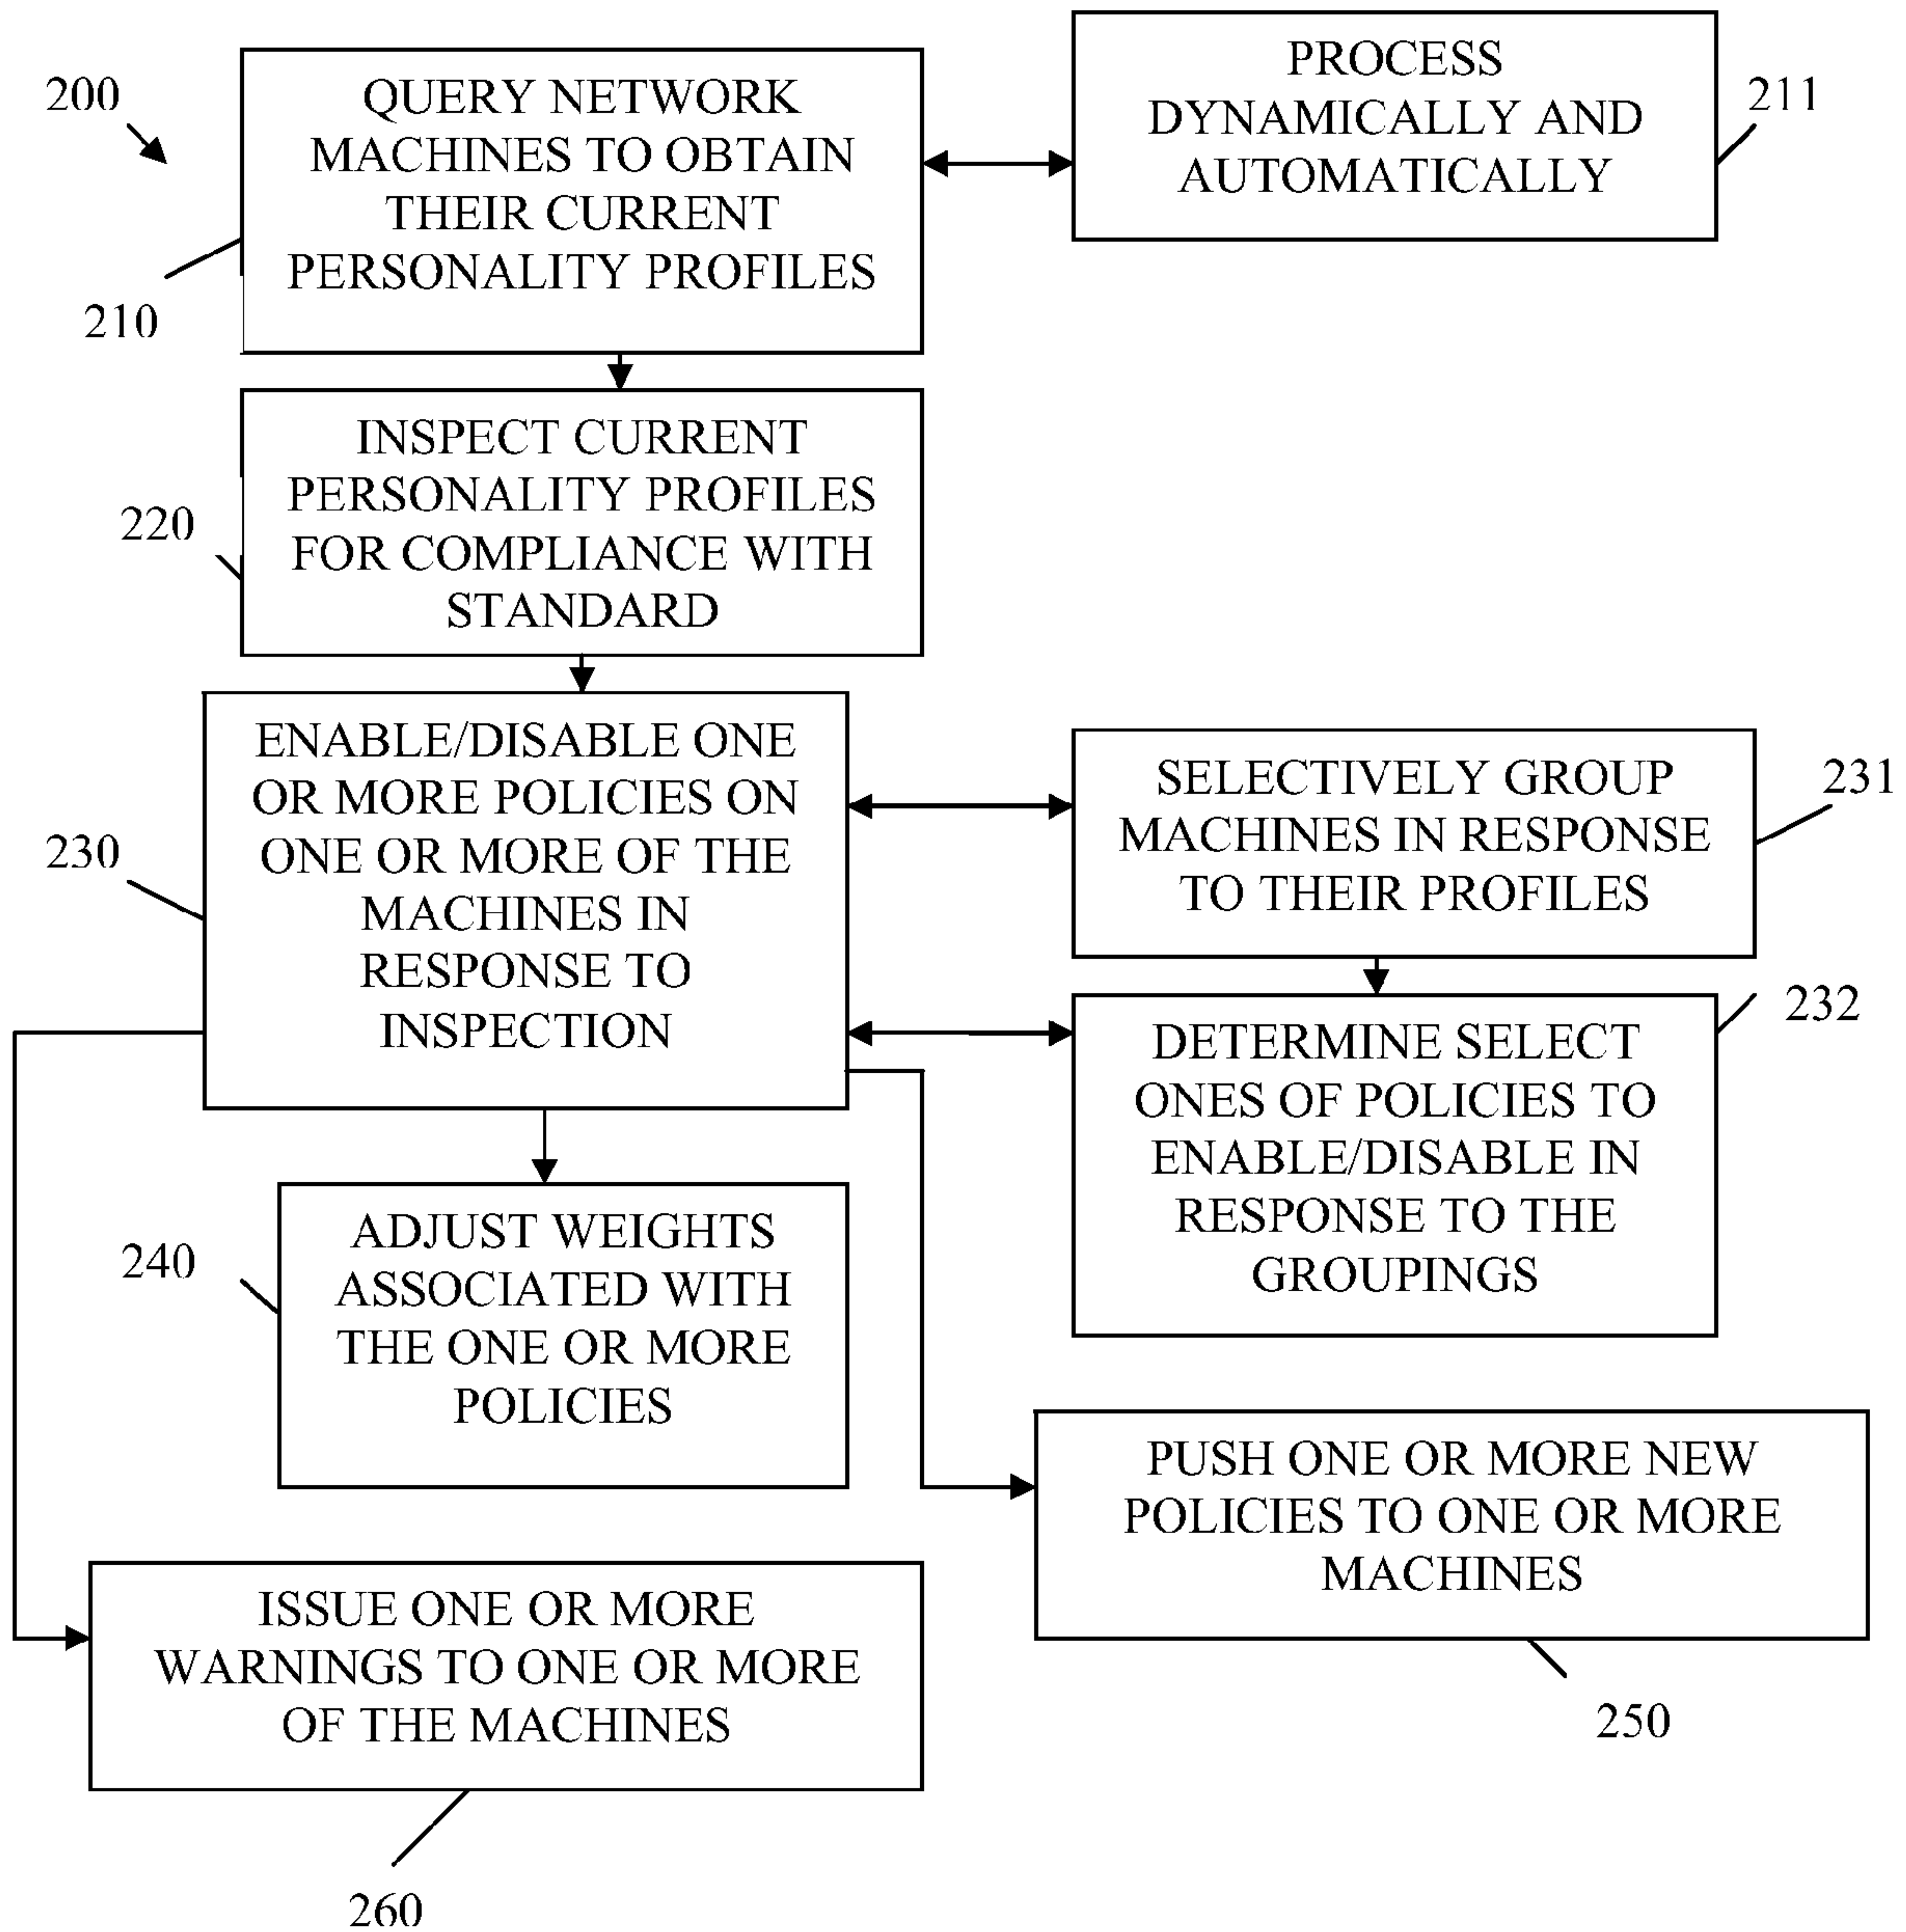 200
QUERY NETWORK
MACHINES TO OBTAIN
THEIR CURRENT
PERSONALITY PROFILES
210
PROCESS
DYNAMICALLY AND
AUTOMATICALLY
211
INSPECT CURRENT
PERSONALITY PROFILES
FOR COMPLIANCE WITH
STANDARD
220
ENABLE/DISABLE ONE
OR MORE POLICIES ON
ONE OR MORE OF THE
MACHINES IN
RESPONSE TO
INSPECTION
230
SELECTIVELY GROUP
MACHINES IN RESPONSE
TO THEIR PROFILES
231
DETERMINE SELECT
ONES OF POLICIES TO
ENABLE/DISABLE IN
RESPONSE TO THE
GROUPINGS
232
ADJUST WEIGHTS
ASSOCIATED WITH
THE ONE OR MORE
POLICIES
240
PUSH ONE OR MORE NEW
POLICIES TO ONE OR MORE
MACHINES
250
ISSUE ONE OR MORE
WARNINGS TO ONE OR MORE
OF THE MACHINES
260